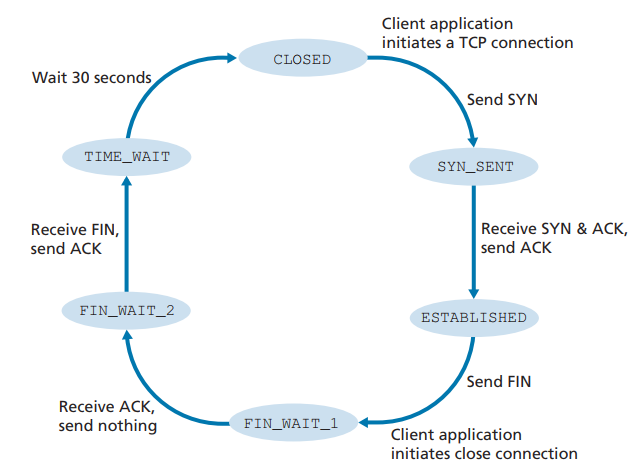 Client application
initiates a TCP connection
CLOSED
Wait 30 seconds
Send SYN
TIME_WAIT
SYN_SENT
Receive FIN,
send ACK
Receive SYN & ACK,
send ACK
FIN_WAIT_2
ESTABLISHED
Send FIN
Receive ACK,
send nothing
FIN_WAIT_1
Client application
initiates close connection